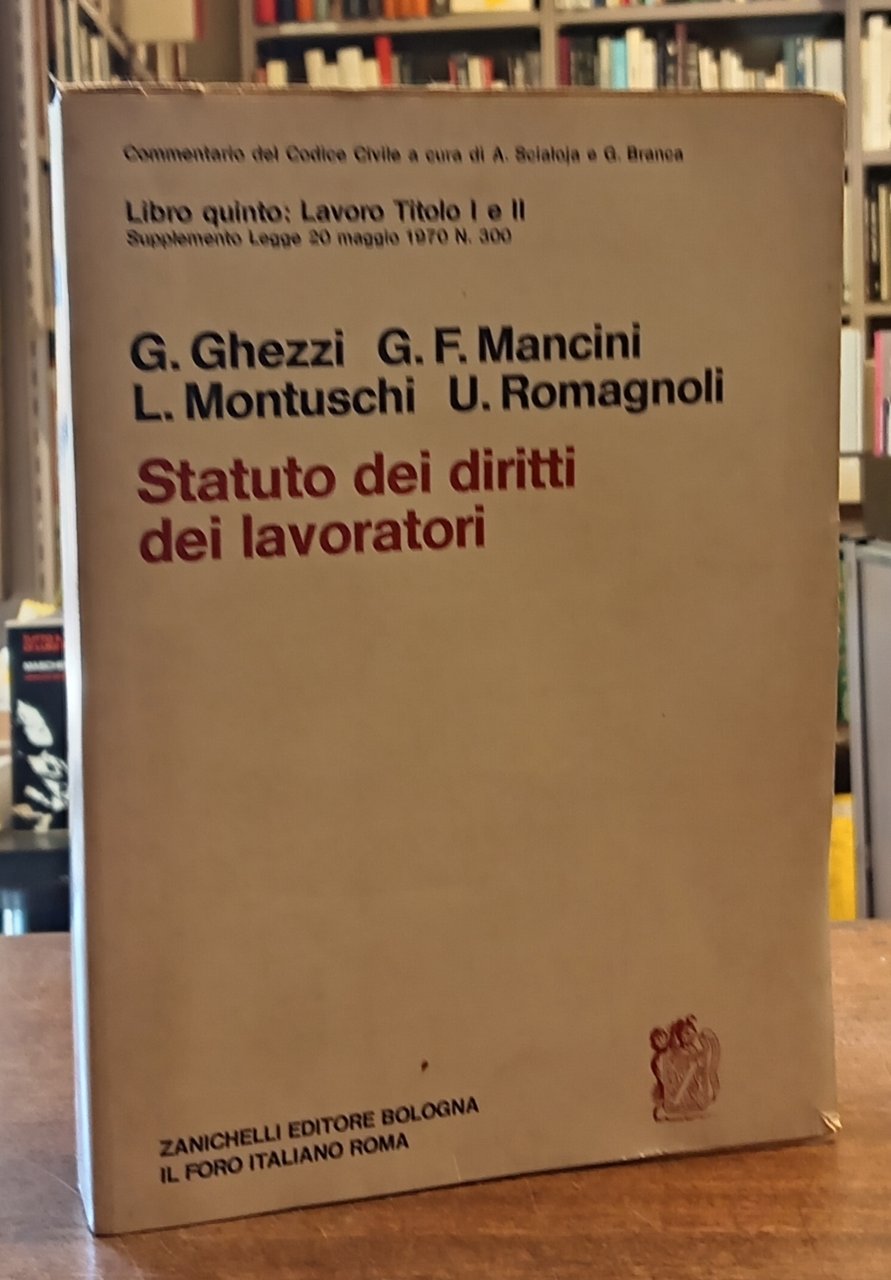 Commentario del Codice Civile a cura di A. Scialoja e G. Branca
Libro quinto: Lavoro Titolo I e II
Supplemento Legge 20 maggio 1970 N. 300
G. Ghezzi G. F. Mancini
L. Montuschi U. Romagnoli
Statuto dei diritti
dei lavoratori
ZANICHELLI EDITORE BOLOGNA
IL FORO ITALIANO ROMA